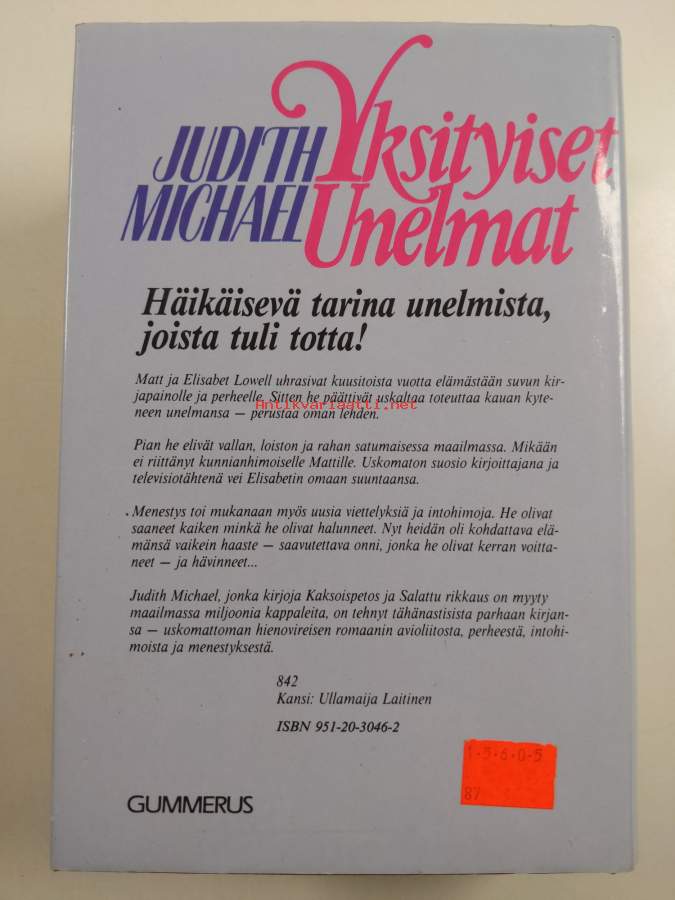 JUDITH MICHAEL
Yksityiset Unelmat
Häikäisevä tarina unelmista,
joista tuli totta!
Matt ja Elisabet Lowell uhrasivat kuusitoista vuotta elämästään suvun kir-
japainolle ja perheelle. Sitten he päättivät uskaltaa toteuttaa kauan kyte-
Antikvariaatti.net
neen unelmansa — perustaa oman lehden.
Pian he elivät vallan, loiston ja rahan satumaisessa maailmassa. Mikään
ei riittänyt kunnianhimoiselle Mattille. Uskomaton suosio kirjoittajana ja
televisiotähtenä vei Elisabetin omaan suuntaansa.
Menestys toi mukanaan myös uusia viettelyksiä ja intohimoja. He olivat
saaneet kaiken minkä he olivat halunneet. Nyt heidän oli kohdattava elä-
mänsä vaikein haaste — saavutettava onni, jonka he olivat kerran voitta-
neet — ja hävinneet...
Judith Michael, jonka kirjoja Kaksoispetos ja Salattu rikkaus on myyty
maailmassa miljoonia kappaleita, on tehnyt tähänastisista parhaan kirjan-
sa — uskomattoman hienovireisen romaanin avioliitosta, perheestä, intohi-
moista ja menestyksestä.
842
Kansi: Ullamaija Laitinen
ISBN 951-20-3046-2
1-5-6-0-5
87
GUMMERUS